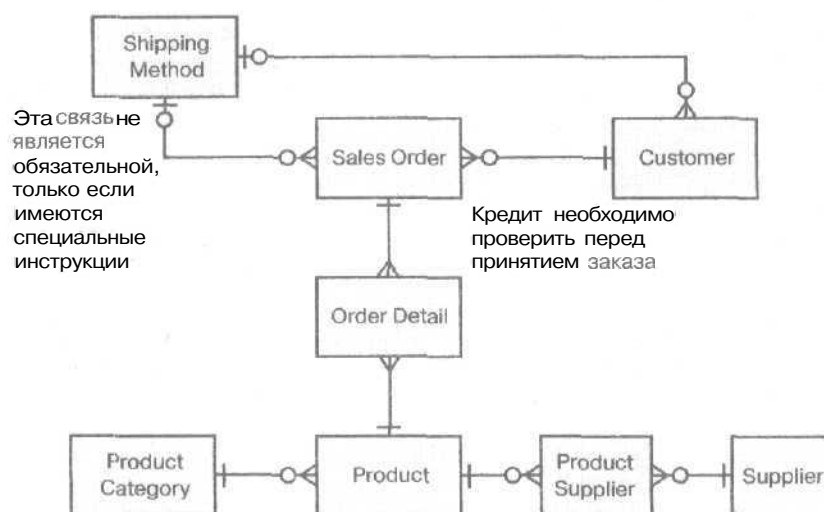 Shipping
Method
Эта связь не
является
обязательной,
только если
имеются
специальные
инструкции
Sales Order
Customer
Кредит необходимо
проверить перед
принятием заказа
Order Detail
Product
Category
Product
Product
Supplier
Supplier